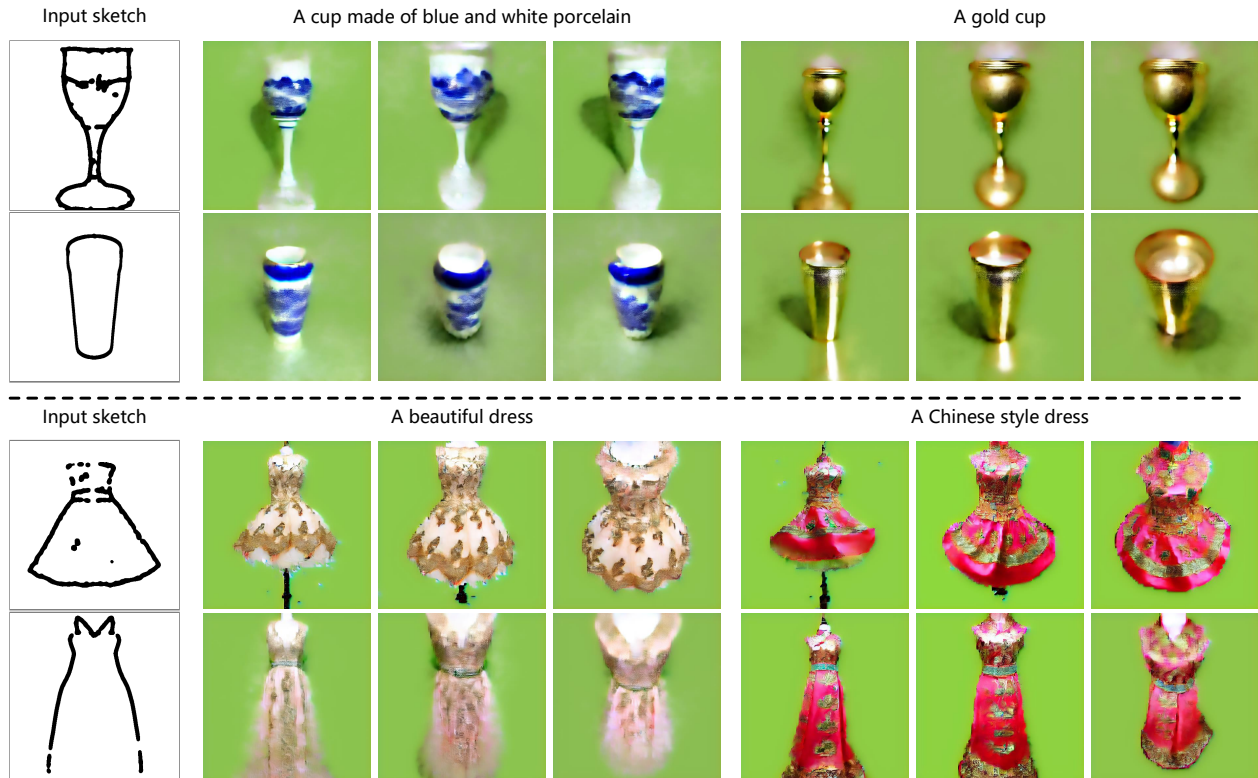 Input sketch
A cup made of blue and white porcelain
A gold cup
Input sketch
A beautiful dress
A Chinese style dress